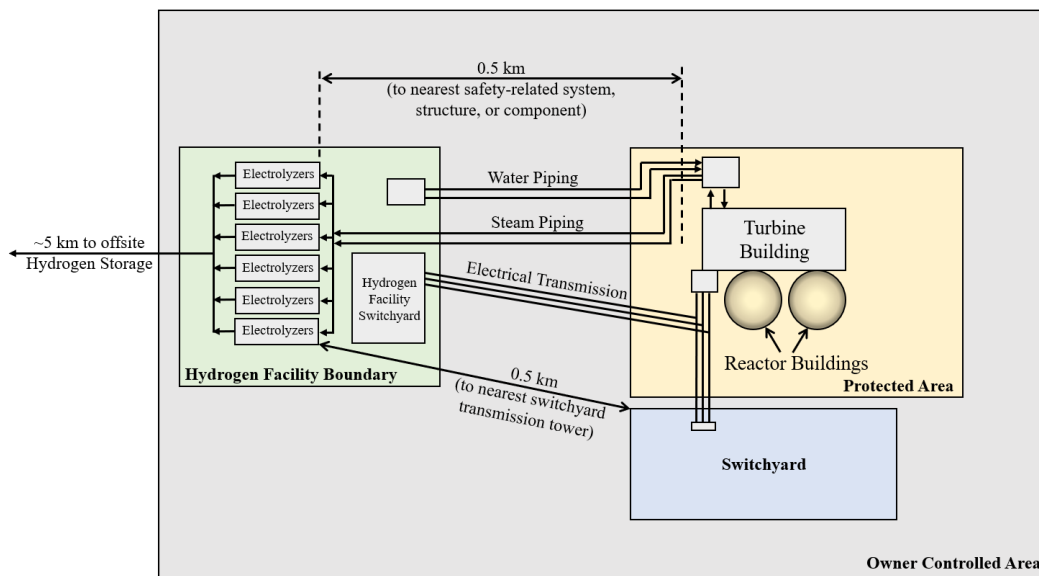 0.5 km
(to nearest safety-related system,
structure, or component)
Electrolyzers
Electrolyzers
Electrolyzers
Electrolyzers
Electrolyzers
Electrolyzers
Water Piping
Steam Piping
~5 km to offsite
Hydrogen Storage
Hydrogen
Facility
Switchyard
Electrical Transmission
Turbine
Building
Reactor Buildings
Hydrogen Facility Boundary
Protected Area
0.5 km
(to nearest switchyard
transmission tower)
Switchyard
Owner Controlled Area